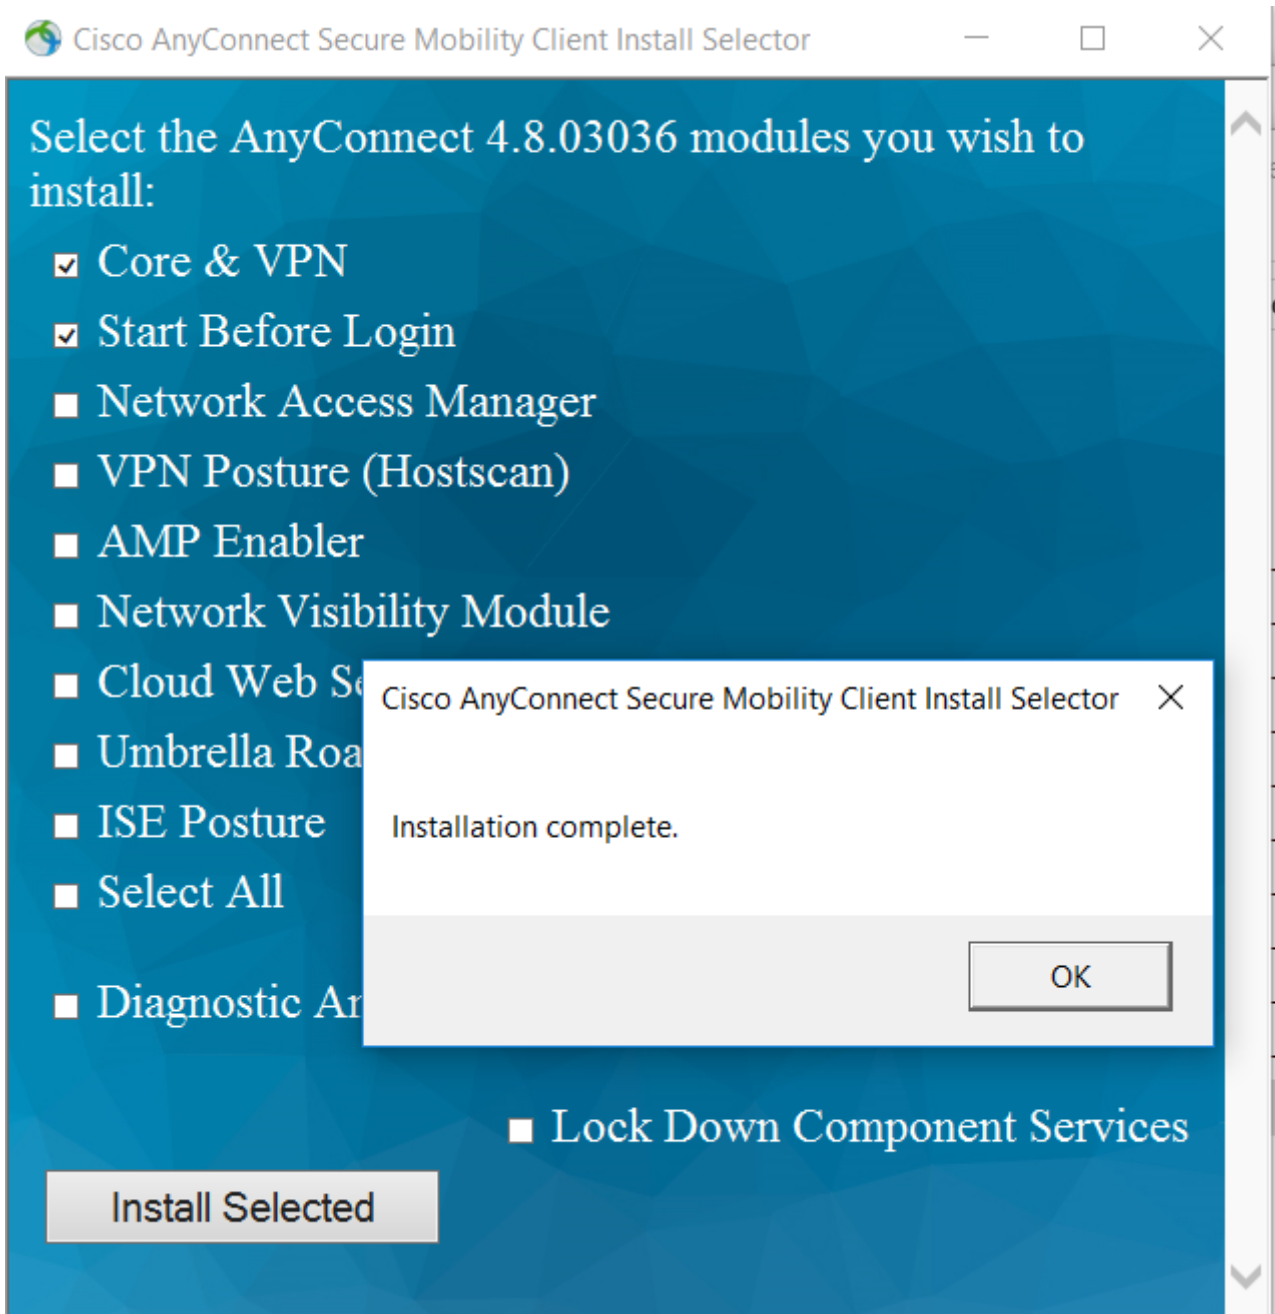 Cisco AnyConnect Secure Mobility Client Install Selector
Select the AnyConnect 4.8.03036 modules you wish to
install:
Core & VPN
Start Before Login
Network Access Manager
VPN Posture (Hostscan)
AMP Enabler
Network Visibility Module
Cloud Web
Umbrella
ISE Posture
Select All
Diagnostic
Cisco AnyConnect Secure Mobility Client Install Selector
Installation complete.
OK
Lock Down Component Services
Install Selected